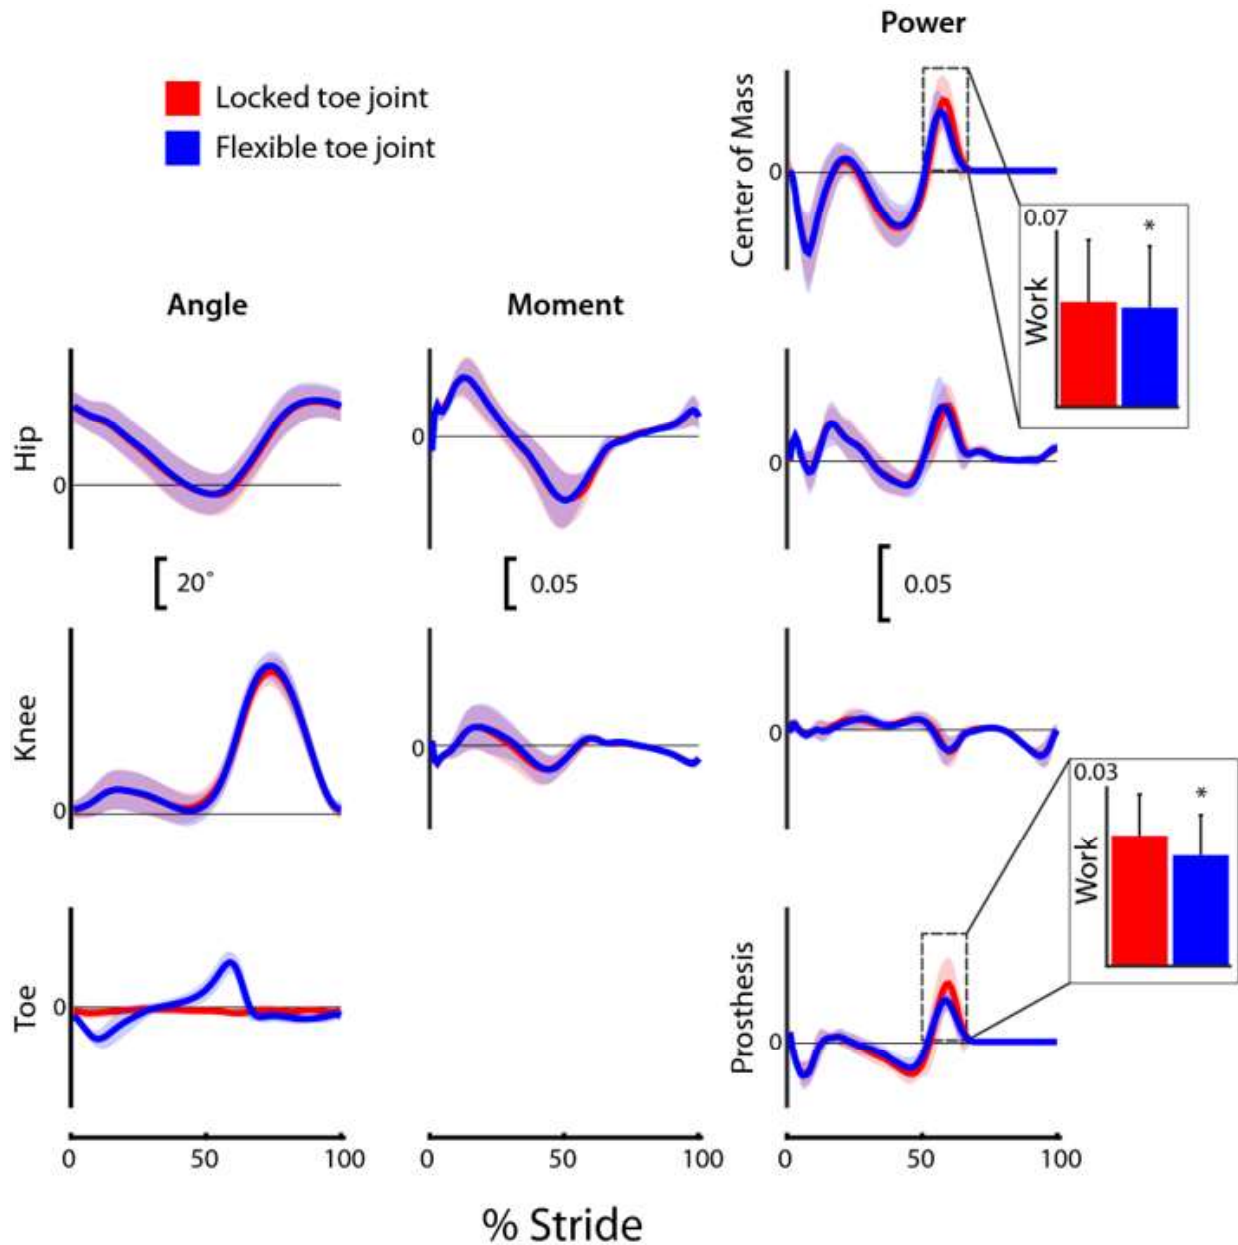 Power
Locked toe joint
Flexible toe joint
Center of Mass
0
0.07
*
Work
Angle
Moment
Hip
0
0
0
20°
0.05
0.05
Knee
0
0
0
0.03
*
Work
Toe
0
Prosthesis
0
0 50 100
0 50 100
0 50 100
% Stride